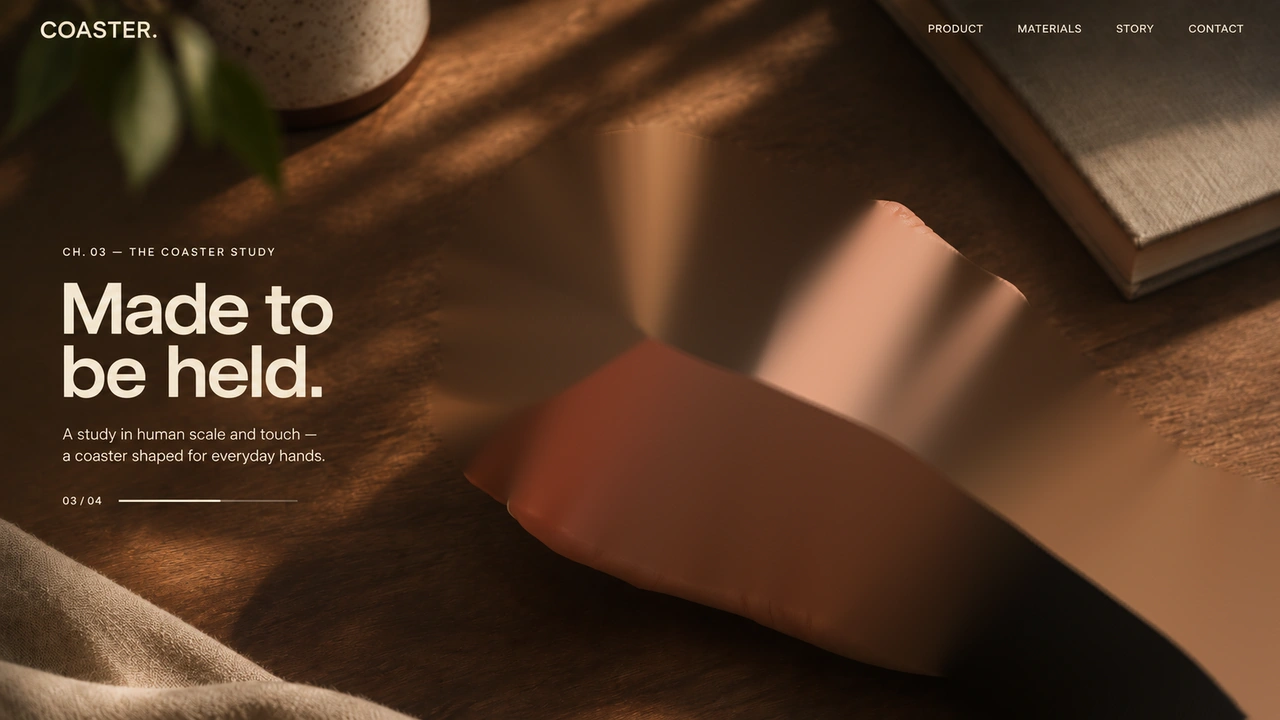 COASTER.
PRODUCT MATERIALS STORY CONTACT
CH. 03 — THE COASTER STUDY
Made to
be held.
A study in human scale and touch —
a coaster shaped for everyday hands.
03 / 04